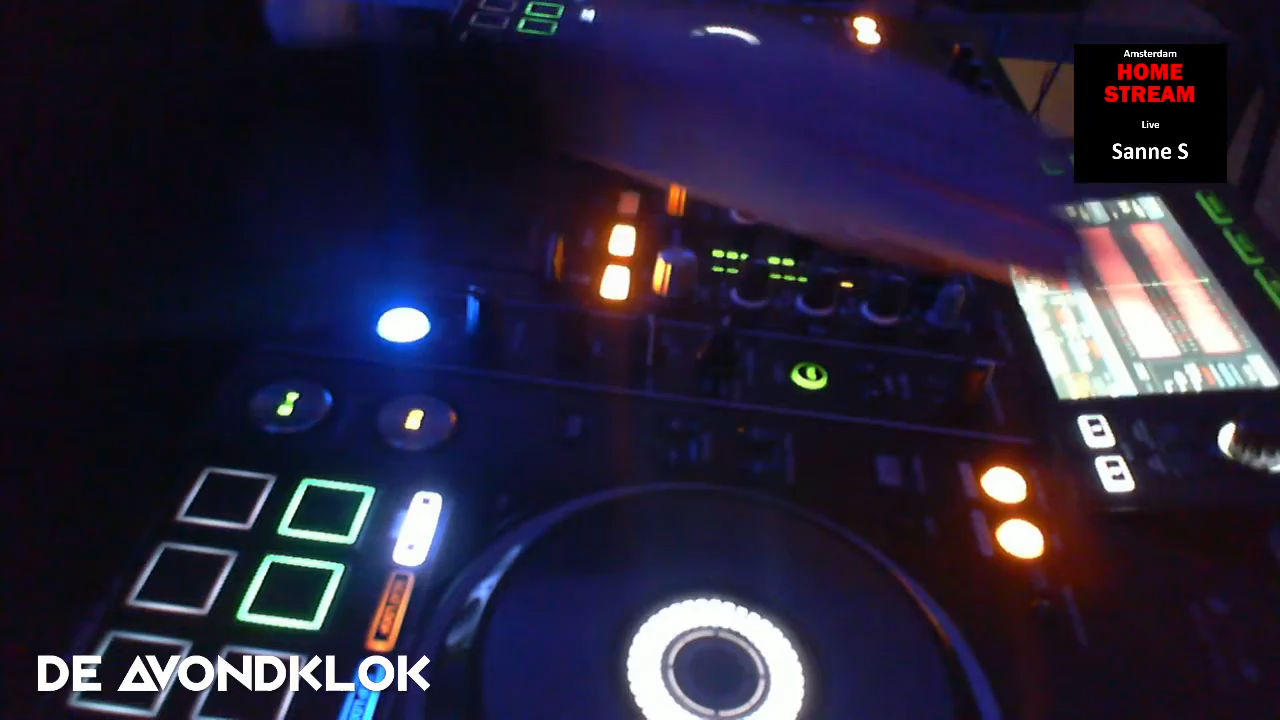 Amsterdam
HOME
STREAM
Live
Sanne S
DE AVONDKLOK